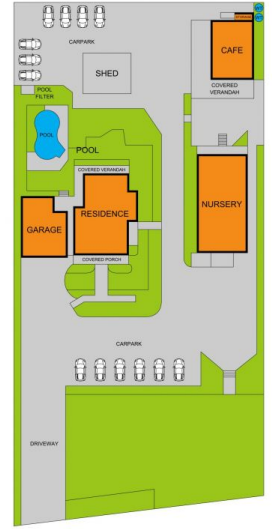 CARPARK
CAFE
SHED
COVERED
VERANDAH
POOL
FILTER
POOL
POOL
COVERED VERANDAH
RESIDENCE
NURSERY
GARAGE
COVERED PORCH
CARPARK
DRIVEWAY